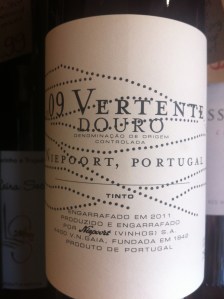 09 VERTENTE
DOURO
DENOMINAÇÃO DE ORIGEM
CONTROLADA
NIEPOORT, PORTUGAL
TINTO
ENGARRAFADO EM 2011
PRODUZIDO E ENGARRAFADO
POR Niepoort (VINHOS) S.A.
V.N.GAIA, FUNDADA EM 1842
PRODUTO DE PORTUGAL